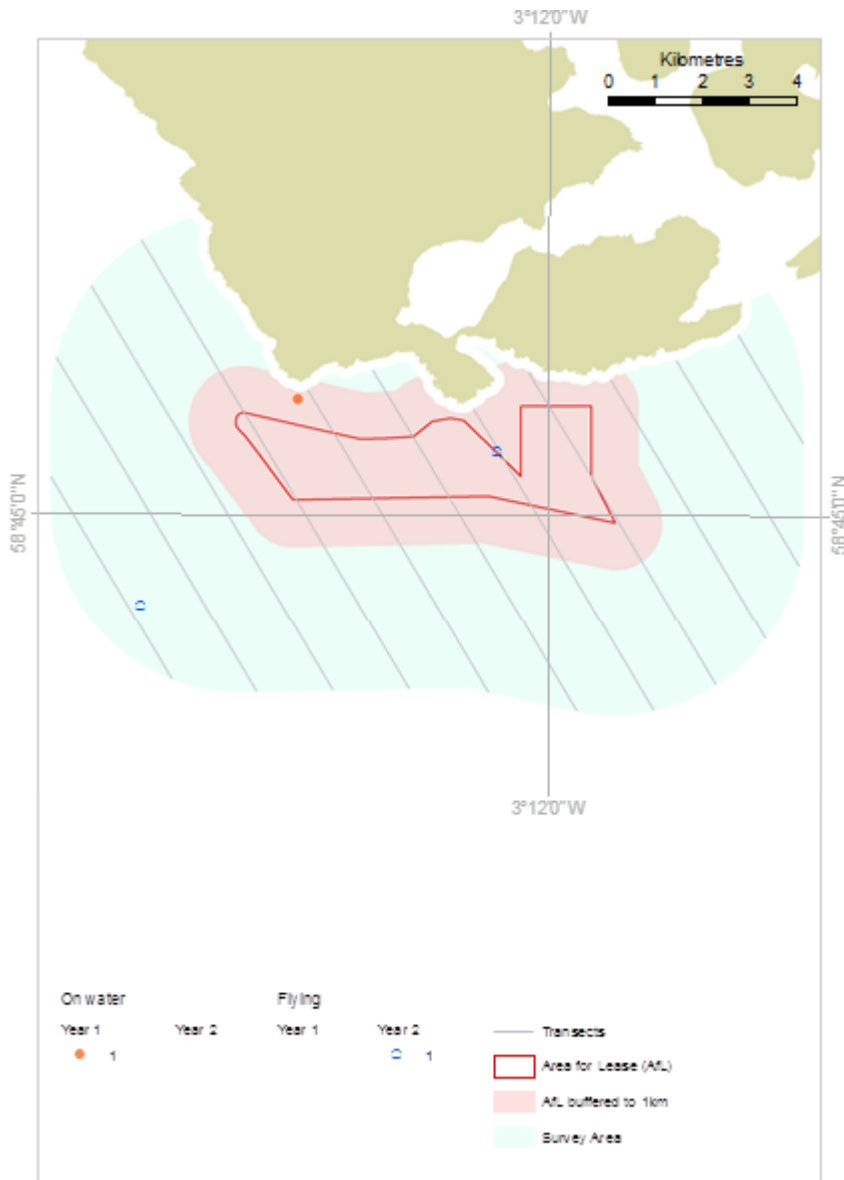 3°12'0"W
Kilometres
0 1 2 3 4
58°45'0"N
58°45'0"N
3°12'0"W
On water Flying
Year 1 Year 2 Year 1 Year 2
1 1
Transects
Area for Lease (AfL)
AfL buffered to 1km
Survey Area